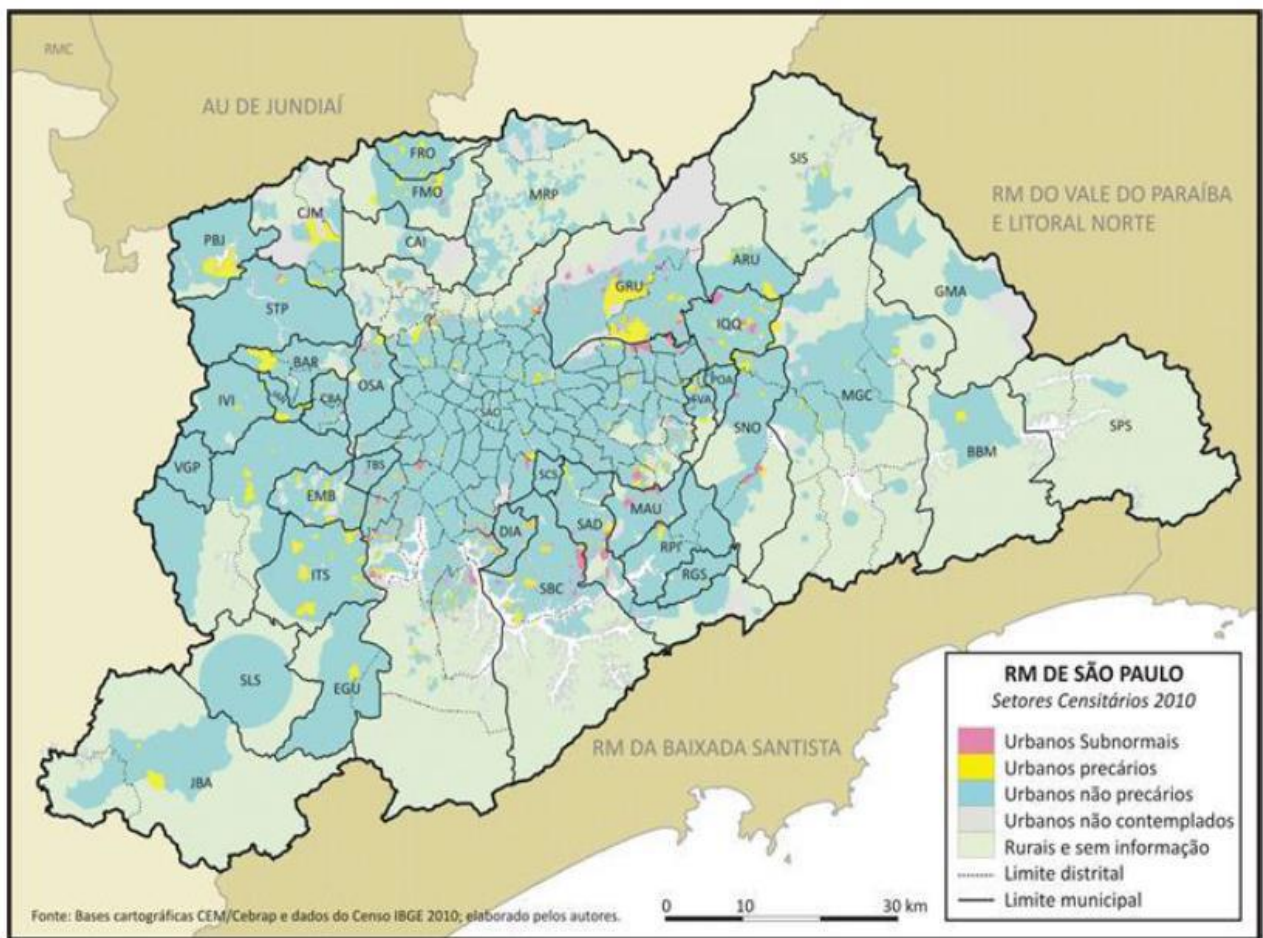 RMC
AU DE JUNDIAÍ
RM DO VALE DO PARAÍBA
E LITORAL NORTE
RM DA BAIXADA SANTISTA
FRO
FMO
MRP
SIS
CJM
CAI
PBJ
ARU
GRU
GMA
STP
IQQ
BAR
OSA
CBA
IVI
POA
FVA
MGC
SAO
SNO
BBM
SPS
VGP
TBS
SCS
EMB
MAU
DIA
SAD
RPI
ITS
SBC
RGS
SLS
EGU
JBA
RM DE SÃO PAULO
Setores Censitários 2010
Urbanos Subnormais
Urbanos precários
Urbanos não precários
Urbanos não contemplados
Rurais e sem informação
Limite distrital
Limite municipal
Fonte: Bases cartográficas CEM/Cebrap e dados do Censo IBGE 2010; elaborado pelos autores.
0 10 30 km